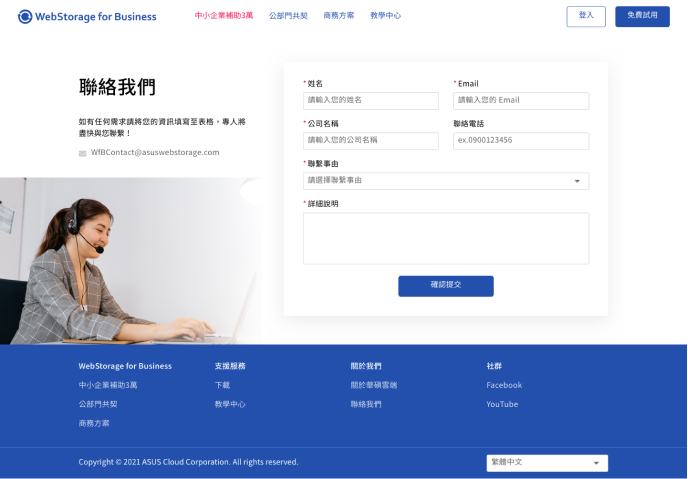 WebStorage for Business
中小企業補助3萬 公部門共契 商務方案 教學中心
登入
免費試用
聯絡我們
如有任何需求請將您的資訊填寫至表格，專人將
盡快與您聯繫！
WfBContact@asuswebstorage.com
*姓名
請輸入您的姓名
*Email
請輸入您的 Email
*公司名稱
請輸入您的公司名稱
聯絡電話
ex.0900123456
*聯繫事由
請選擇聯繫事由
*詳細說明
確認提交
WebStorage for Business
中小企業補助3萬
公部門共契
商務方案
支援服務
下載
教學中心
關於我們
關於華碩雲端
聯絡我們
社群
Facebook
YouTube
Copyright © 2021 ASUS Cloud Corporation. All rights reserved.
繁體中文